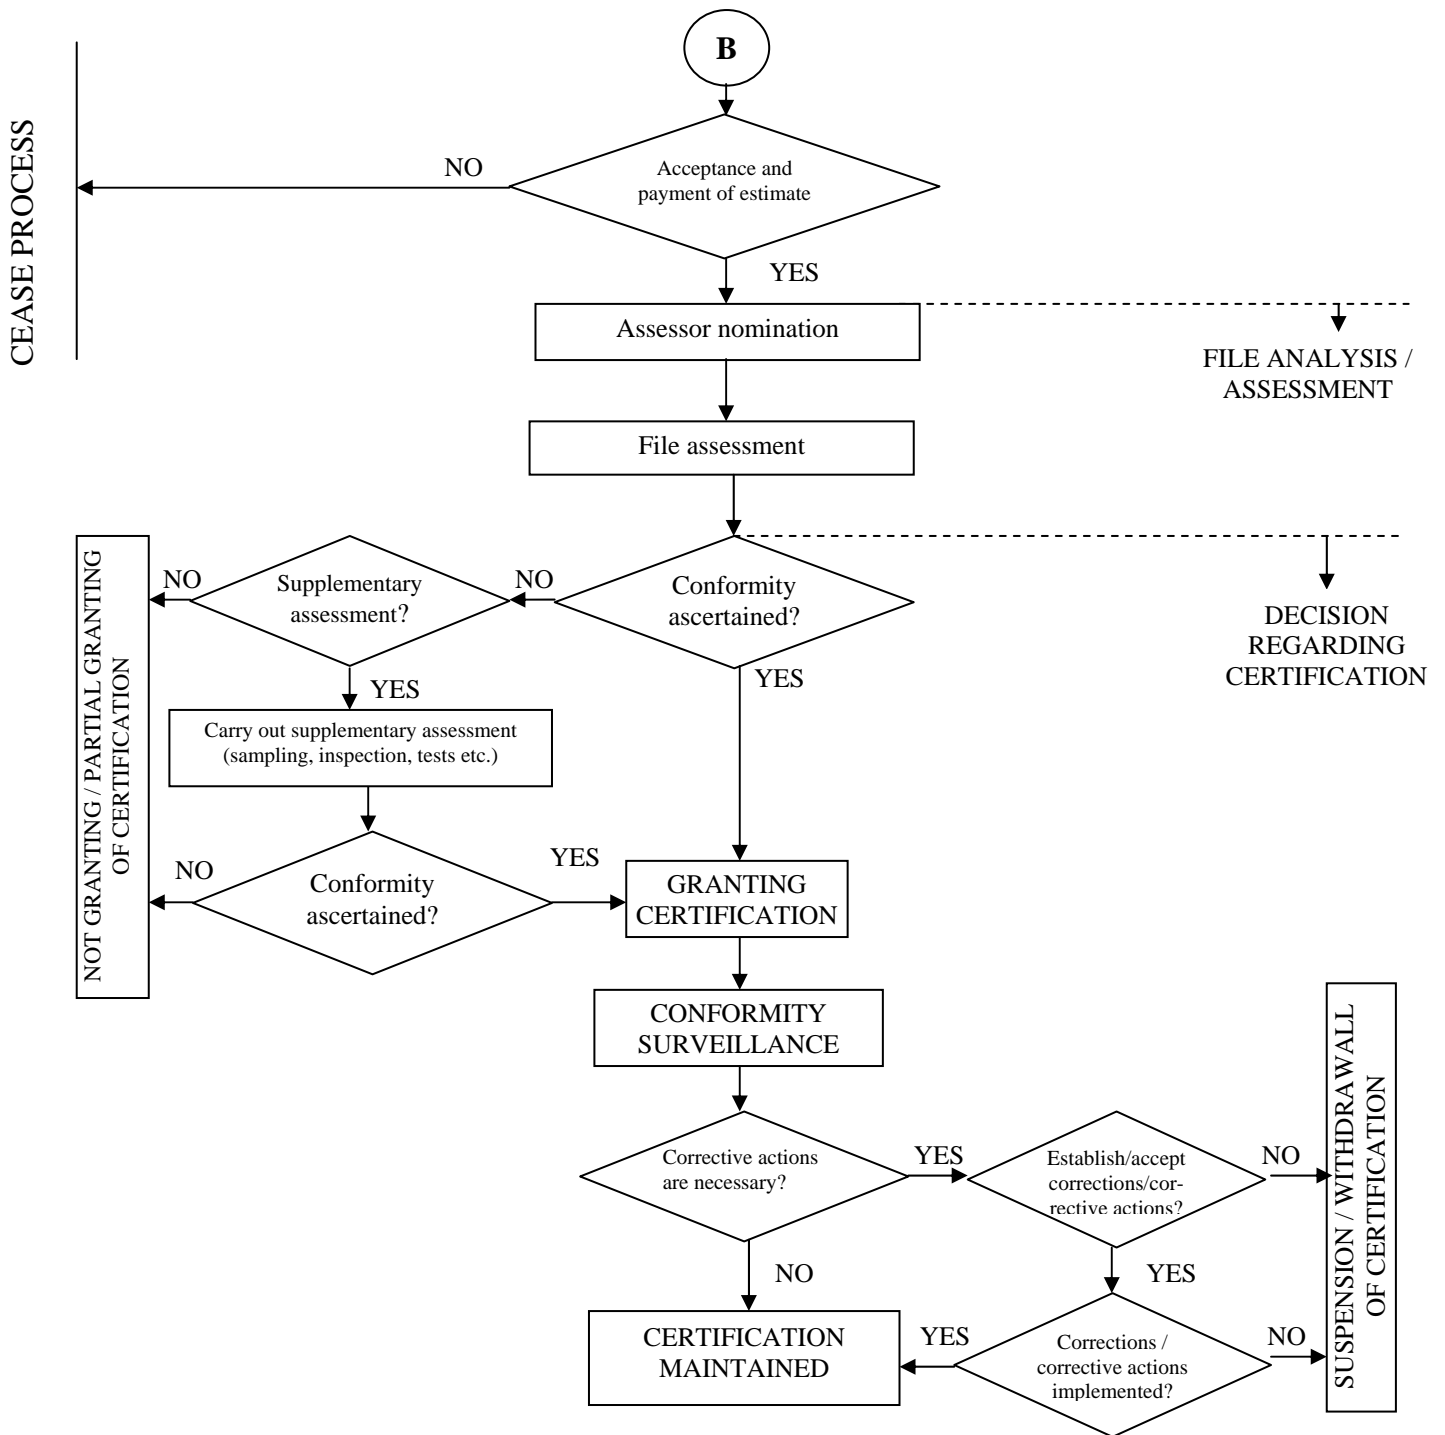 B
CEASE PROCESS
NO
Acceptance and
payment of estimate
YES
Assessor nomination
FILE ANALYSIS /
ASSESSMENT
File assessment
NOT GRANTING / PARTIAL GRANTING
OF CERTIFICATION
NO
Supplementary
assessment?
NO
Conformity
ascertained?
DECISION
REGARDING
CERTIFICATION
YES
YES
Carry out supplementary assessment
(sampling, inspection, tests etc.)
NO
Conformity
ascertained?
YES
GRANTING
CERTIFICATION
CONFORMITY
SURVEILLANCE
Corrective actions
are necessary?
YES
Establish/accept
corrections/cor-
rective actions?
NO
SUSPENSION / WITHDRAWALL
OF CERTIFICATION
NO
YES
CERTIFICATION
MAINTAINED
YES
Corrections /
corrective actions
implemented?
NO